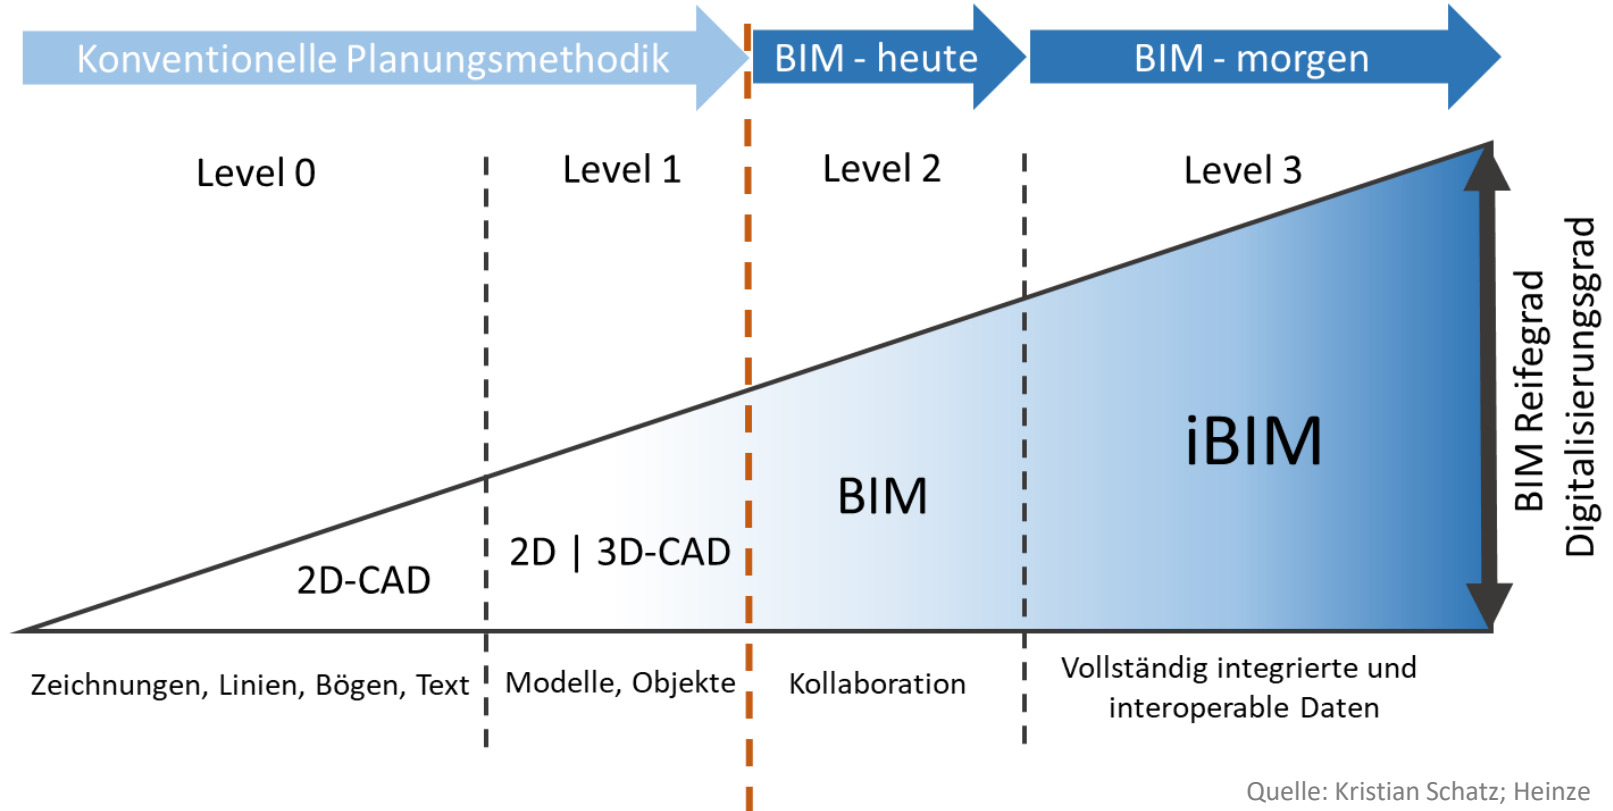 Konventionelle Planungsmethodik
BIM - heute
BIM - morgen
Level 0
Level 1
Level 2
Level 3
2D-CAD
2D | 3D-CAD
BIM
iBIM
BIM Reifegrad
Digitalisierungsgrad
Zeichnungen, Linien, Bögen, Text
Modelle, Objekte
Kollaboration
Vollständig integrierte und
interoperable Daten
Quelle: Kristian Schatz; Heinze